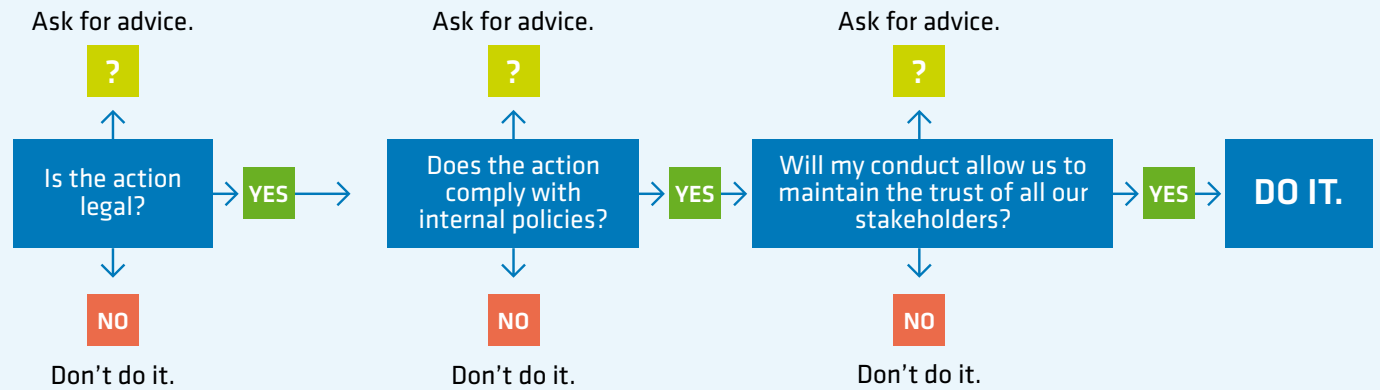 Ask for advice.
Ask for advice.
Ask for advice.
?
?
?
Is the action
legal?
YES
Does the action
comply with
internal policies?
YES
Will my conduct allow us to
maintain the trust of all our
stakeholders?
YES
DO IT.
NO
NO
NO
Don’t do it.
Don’t do it.
Don’t do it.